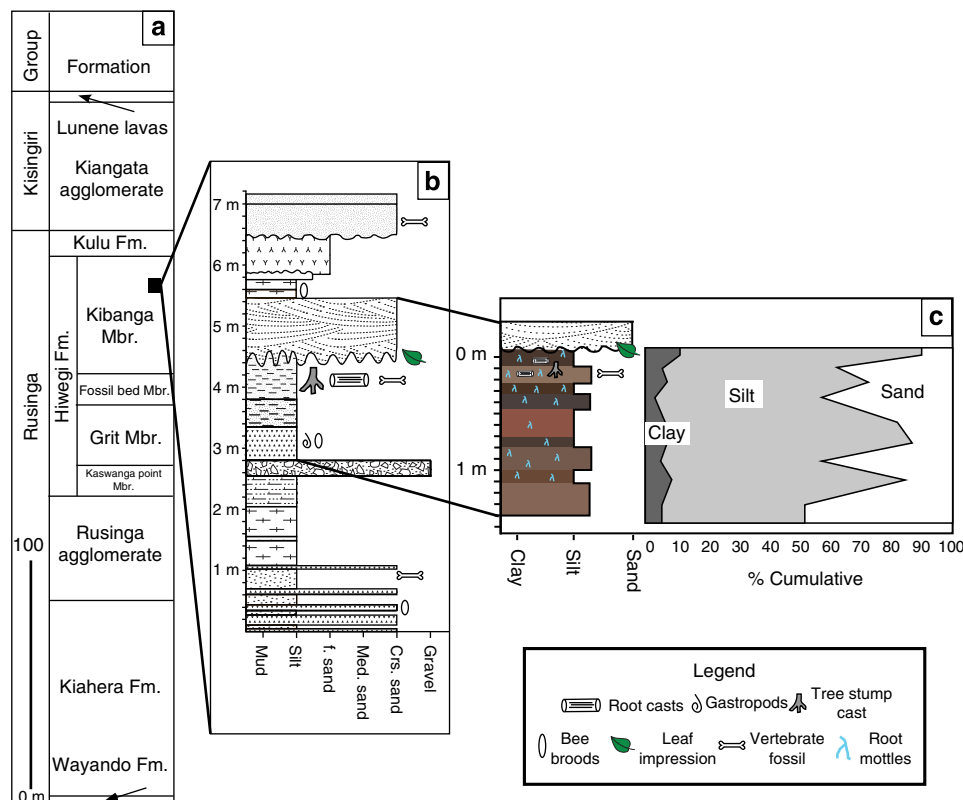 a
Group
Formation
Lunene lavas
Kisingiri
Kiangata
agglomerate
Kulu Fm.
Rusinga
Hiwegi Fm.
Kibanga
Mbr.
Fossil bed Mbr.
Grit Mbr.
Kaswanga point
Mbr.
Rusinga
agglomerate
100
Kiahera Fm.
Wayando Fm.
0 m
b
7 m
6 m
5 m
4 m
3 m
2 m
1 m
Mud
Silt
f. sand
Med. sand
Crs. sand
Gravel
c
0 m
1 m
Clay
Silt
Sand
Clay
Silt
Sand
0 10 20 30 40 50 60 70 80 90 100
% Cumulative
Legend
Root casts
Gastropods
Tree stump
cast
Bee
broods
Leaf
impression
Vertebrate
fossil
Root
mottles